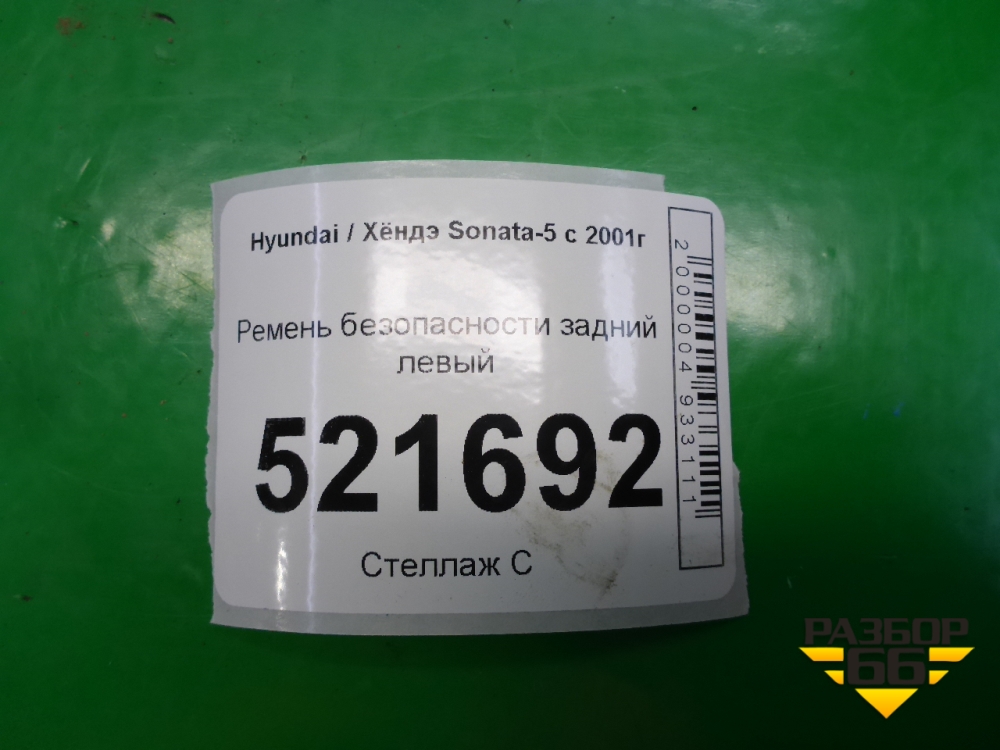 Hyundai / Хёндэ Sonata-5 с 2001г
Ремень безопасности задний
левый
521692
Стеллаж С
2000004933111
РАЗБОР
66